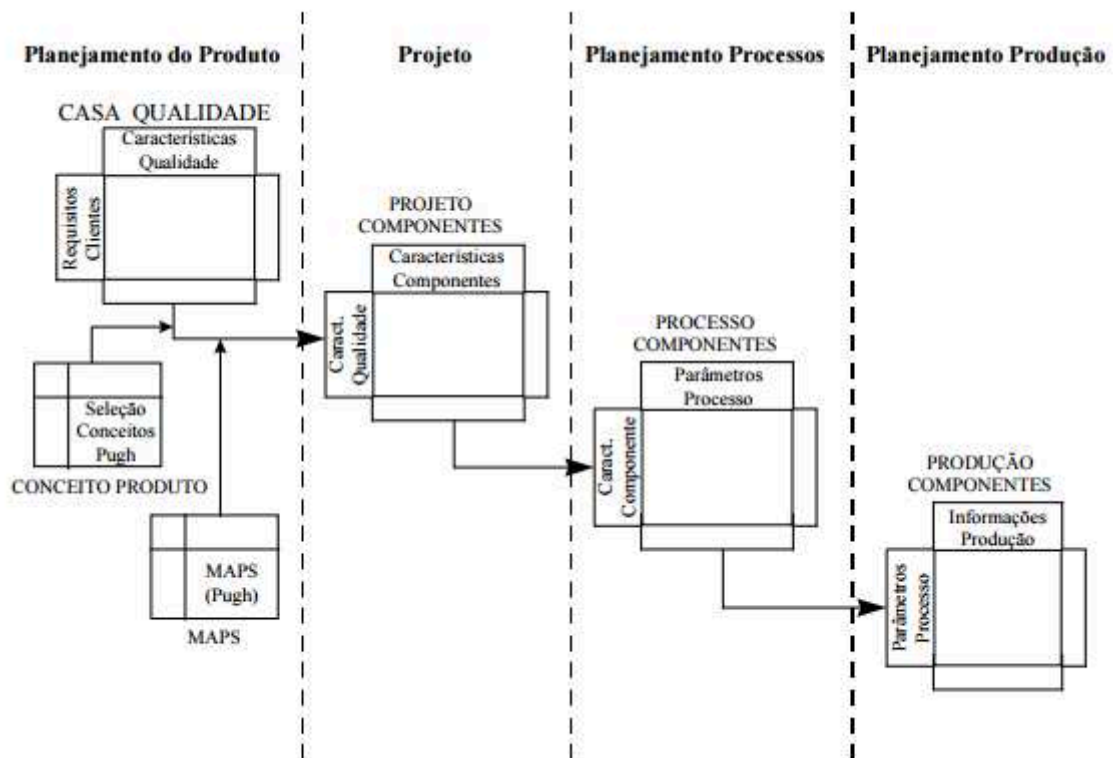 Planejamento do Produto
Projeto
Planejamento Processos
Planejamento Produção
CASA QUALIDADE
Características
Qualidade
Requisitos
Clientes
PROJETO
COMPONENTES
Características
Componentes
Caract.
Qualidade
PROCESSO
COMPONENTES
Parâmetros
Processo
Caract.
Componente
PRODUÇÃO
COMPONENTES
Informações
Produção
Parâmetros
Processo
Seleção
Conceitos
Pugh
CONCEITO PRODUTO
MAPS
(Pugh)
MAPS